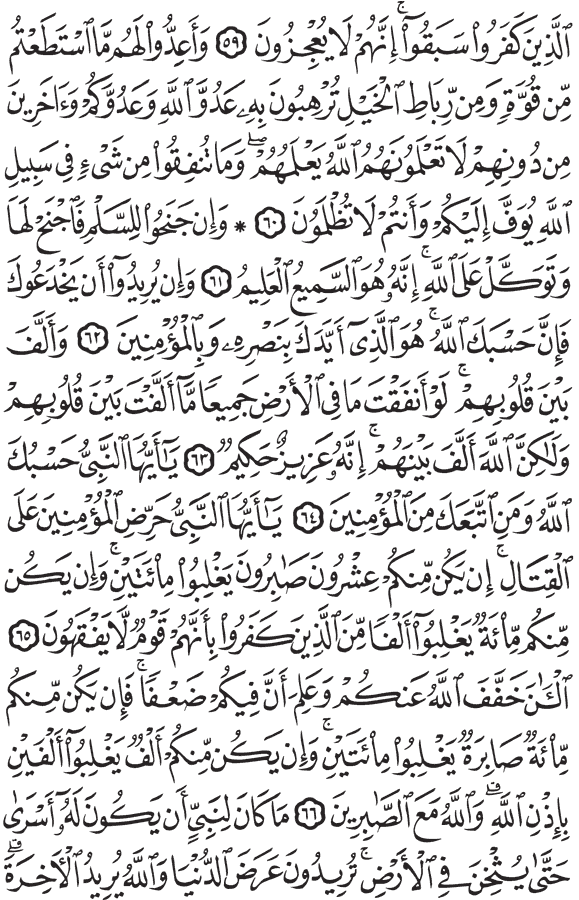 ٱلَّذِينَ كَفَرُوا۟ سَبَقُوٓا۟ ۚ إِنَّهُمْ لَا يُعْجِزُونَ ۝٥٩ وَأَعِدُّوا۟ لَهُم مَّا ٱسْتَطَعْتُم
مِّن قُوَّةٍ وَمِن رِّبَاطِ ٱلْخَيْلِ تُرْهِبُونَ بِهِۦ عَدُوَّ ٱللَّهِ وَعَدُوَّكُمْ وَءَاخَرِينَ
مِن دُونِهِمْ لَا تَعْلَمُونَهُمُ ٱللَّهُ يَعْلَمُهُمْ ۖ وَمَا تُنفِقُوا۟ مِن شَىْءٍ فِى سَبِيلِ
ٱللَّهِ يُوَفَّ إِلَيْكُمْ وَأَنتُمْ لَا تُظْلَمُونَ ۝٦٠ * وَإِن جَنَحُوا۟ لِلسَّلْمِ فَٱجْنَحْ لَهَا
وَتَوَكَّلْ عَلَى ٱللَّهِ ۚ إِنَّهُۥ هُوَ ٱلسَّمِيعُ ٱلْعَلِيمُ ۝٦١ وَإِن يُرِيدُوٓا۟ أَن يَخْدَعُوكَ
فَإِنَّ حَسْبَكَ ٱللَّهُ ۚ هُوَ ٱلَّذِىٓ أَيَّدَكَ بِنَصْرِهِۦ وَبِٱلْمُؤْمِنِينَ ۝٦٢ وَأَلَّفَ
بَيْنَ قُلُوبِهِمْ ۚ لَوْ أَنفَقْتَ مَا فِى ٱلْأَرْضِ جَمِيعًا مَّآ أَلَّفْتَ بَيْنَ قُلُوبِهِمْ
وَلَـٰكِنَّ ٱللَّهَ أَلَّفَ بَيْنَهُمْ ۚ إِنَّهُۥ عَزِيزٌ حَكِيمٌ ۝٦٣ يَـٰٓأَيُّهَا ٱلنَّبِىُّ حَسْبُكَ
ٱللَّهُ وَمَنِ ٱتَّبَعَكَ مِنَ ٱلْمُؤْمِنِينَ ۝٦٤ يَـٰٓأَيُّهَا ٱلنَّبِىُّ حَرِّضِ ٱلْمُؤْمِنِينَ عَلَى
ٱلْقِتَالِ ۚ إِن يَكُن مِّنكُمْ عِشْرُونَ صَـٰبِرُونَ يَغْلِبُوا۟ مِا۟ئَتَيْنِ ۚ وَإِن يَكُن
مِّنكُم مِّا۟ئَةٌ يَغْلِبُوٓا۟ أَلْفًا مِّنَ ٱلَّذِينَ كَفَرُوا۟ بِأَنَّهُمْ قَوْمٌ لَّا يَفْقَهُونَ ۝٦٥
ٱلْـَٔـٰنَ خَفَّفَ ٱللَّهُ عَنكُمْ وَعَلِمَ أَنَّ فِيكُمْ ضَعْفًا ۚ فَإِن يَكُن مِّنكُم
مِّا۟ئَةٌ صَابِرَةٌ يَغْلِبُوا۟ مِا۟ئَتَيْنِ ۚ وَإِن يَكُن مِّنكُمْ أَلْفٌ يَغْلِبُوٓا۟ أَلْفَيْنِ
بِإِذْنِ ٱللَّهِ ۗ وَٱللَّهُ مَعَ ٱلصَّـٰبِرِينَ ۝٦٦ مَا كَانَ لِنَبِىٍّ أَن يَكُونَ لَهُۥٓ أَسْرَىٰ
حَتَّىٰ يُثْخِنَ فِى ٱلْأَرْضِ ۚ تُرِيدُونَ عَرَضَ ٱلدُّنْيَا وَٱللَّهُ يُرِيدُ ٱلْـَٔاخِرَةَ ۗ